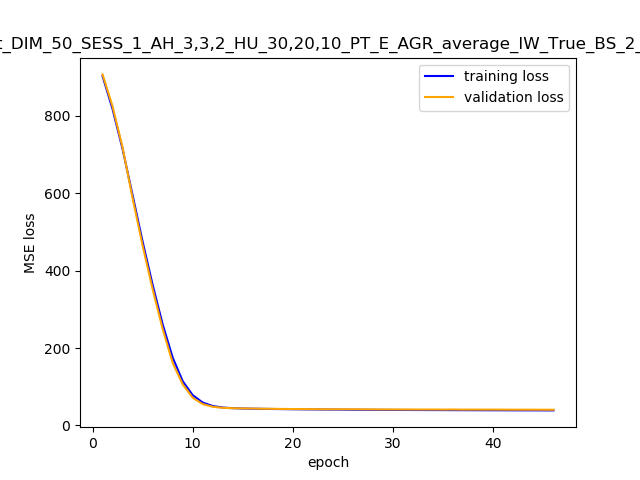 t_DIM_50_SESS_1_AH_3,3,2_HU_30,20,10_PT_E_AGR_average_IW_True_BS_2_
training loss
validation loss
MSE loss
800
600
400
200
0
0 10 20 30 40
epoch